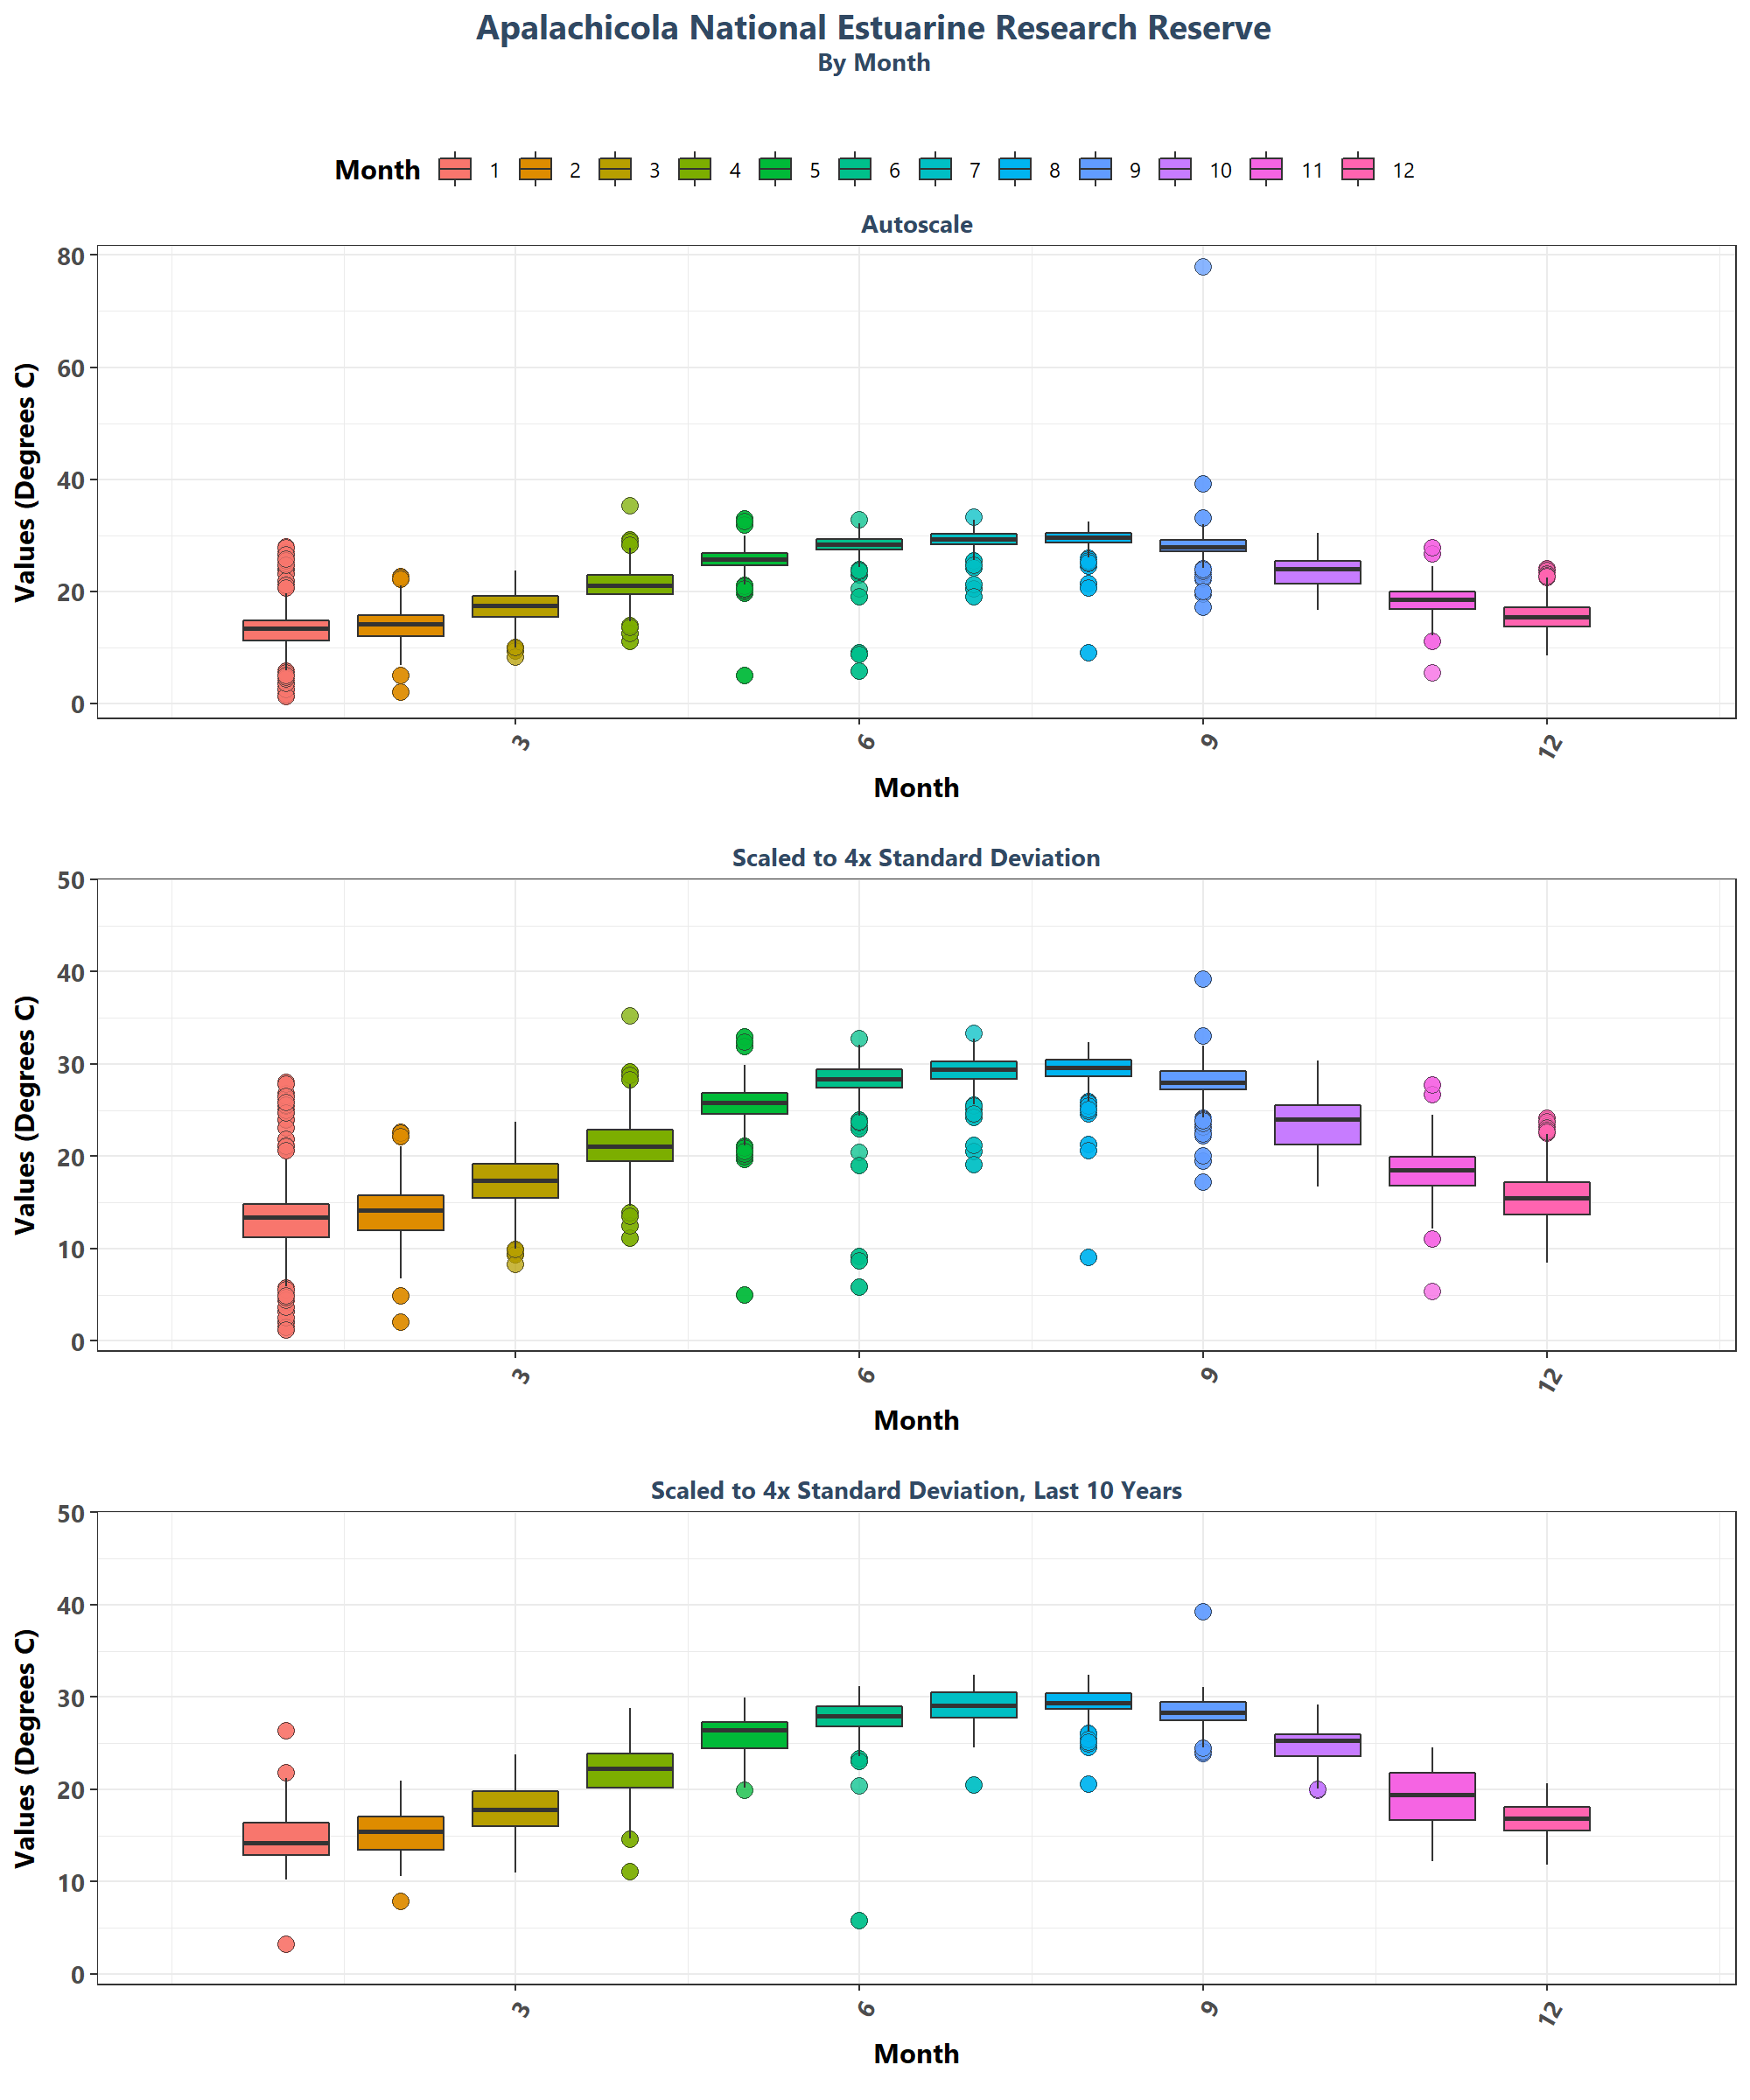 Apalachicola National Estuarine Research Reserve
By Month
Month 1 2 3 4 5 6 7 8 9 10 11 12
Autoscale
Values (Degrees C)
80
60
40
20
0
3 6 9 12
Month
Scaled to 4x Standard Deviation
Values (Degrees C)
50
40
30
20
10
0
3 6 9 12
Month
Scaled to 4x Standard Deviation, Last 10 Years
Values (Degrees C)
50
40
30
20
10
0
3 6 9 12
Month